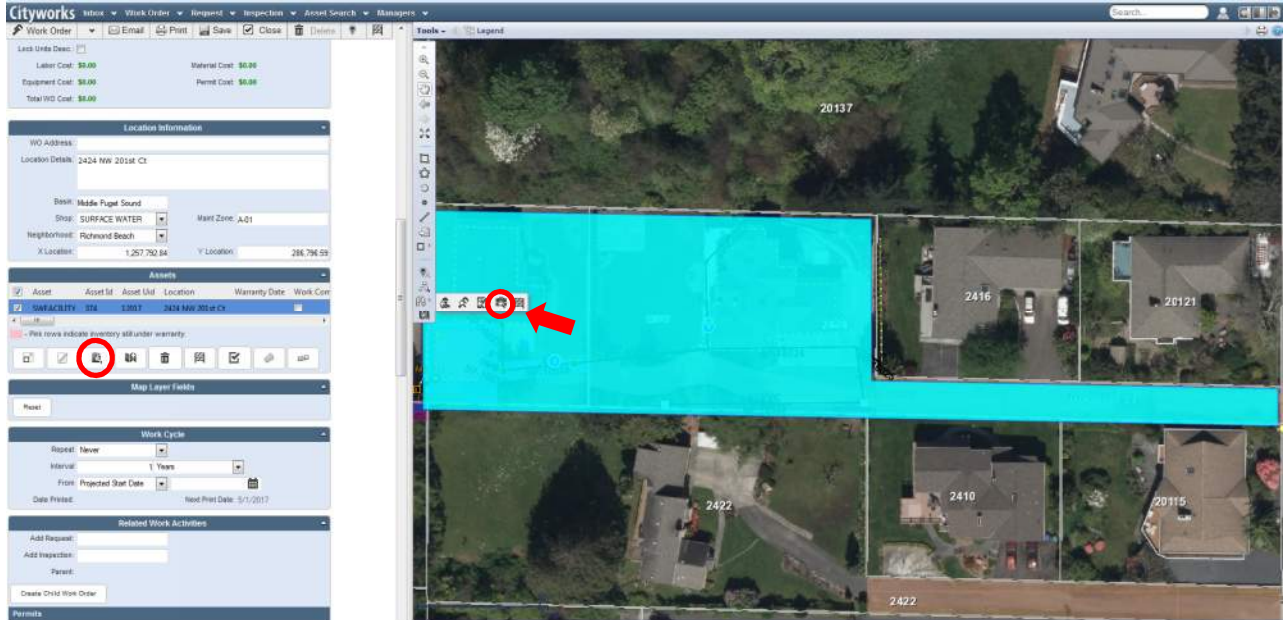 Cityworks Inbox Work Order Request Inspection Asset Search Managers Search...
Work Order Email Print Save Close Delete
Tools Legend
Lock Units Desc:
Labor Cost: $0.00 Material Cost: $0.00
Equipment Cost: $0.00 Permit Cost: $0.00
Total WO Cost: $0.00
Location Information
WO Address:
Location Details: 2424 NW 201st Ct
Basin: Middle Puget Sound
Shop: SURFACE WATER Maint Zone: A-01
Neighborhood: Richmond Beach
X Location: 1,257,792.84 Y Location: 286,796.59
Assets
Asset Asset Id Asset Uid Location Warranty Date Work Com
SWFACILITY 374 13917 2424 NW 201st Ct
- Pink rows indicate inventory still under warranty.
Map Layer Fields
Reset
Work Cycle
Repeat: Never
Interval: 1 Years
From: Projected Start Date
Date Printed: Next Print Date: 5/1/2017
Related Work Activities
Add Request:
Add Inspection:
Parent:
Create Child Work Order
Permits
20137
2416
20121
2422
2410
20115
2422